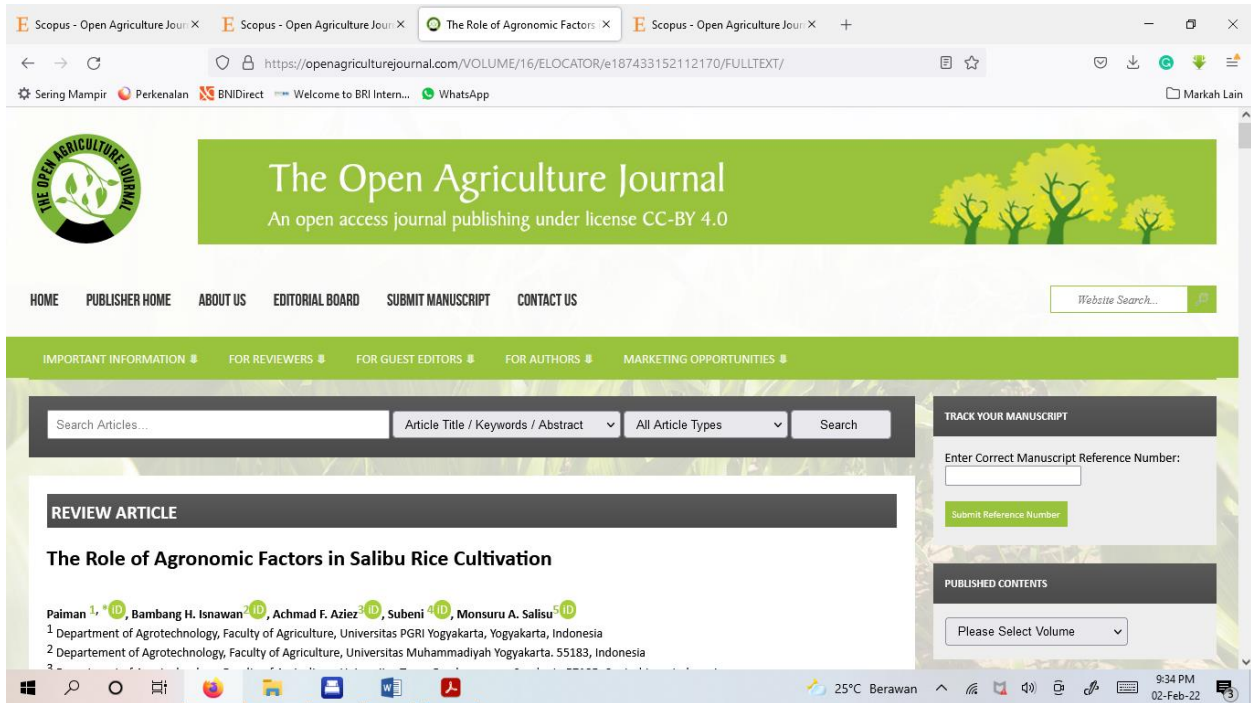 Scopus - Open Agriculture Jour
Scopus - Open Agriculture Jour
The Role of Agronomic Factors
Scopus - Open Agriculture Jour
https://openagriculturejournal.com/VOLUME/16/ELOCATOR/e187433152112170/FULLTEXT/
Sering Mampir Perkenalan BNIDirect Welcome to BRI Intern... WhatsApp Markah Lain
THE OPEN AGRICULTURE JOURNAL
The Open Agriculture Journal
An open access journal publishing under license CC-BY 4.0
HOME PUBLISHER HOME ABOUT US EDITORIAL BOARD SUBMIT MANUSCRIPT CONTACT US Website Search...
IMPORTANT INFORMATION FOR REVIEWERS FOR GUEST EDITORS FOR AUTHORS MARKETING OPPORTUNITIES
Search Articles... Article Title / Keywords / Abstract All Article Types Search
TRACK YOUR MANUSCRIPT
Enter Correct Manuscript Reference Number:
Submit Reference Number
REVIEW ARTICLE
The Role of Agronomic Factors in Salibu Rice Cultivation
Paiman 1, * iD, Bambang H. Isnawan2 iD, Achmad F. Aziez3 iD, Subeni 4 iD, Monsuru A. Salisu5 iD
1 Department of Agrotechnology, Faculty of Agriculture, Universitas PGRI Yogyakarta, Yogyakarta, Indonesia
2 Departement of Agrotechnology, Faculty of Agriculture, Universitas Muhammadiyah Yogyakarta. 55183, Indonesia
PUBLISHED CONTENTS
Please Select Volume
25°C Berawan
9:34 PM
02-Feb-22
3